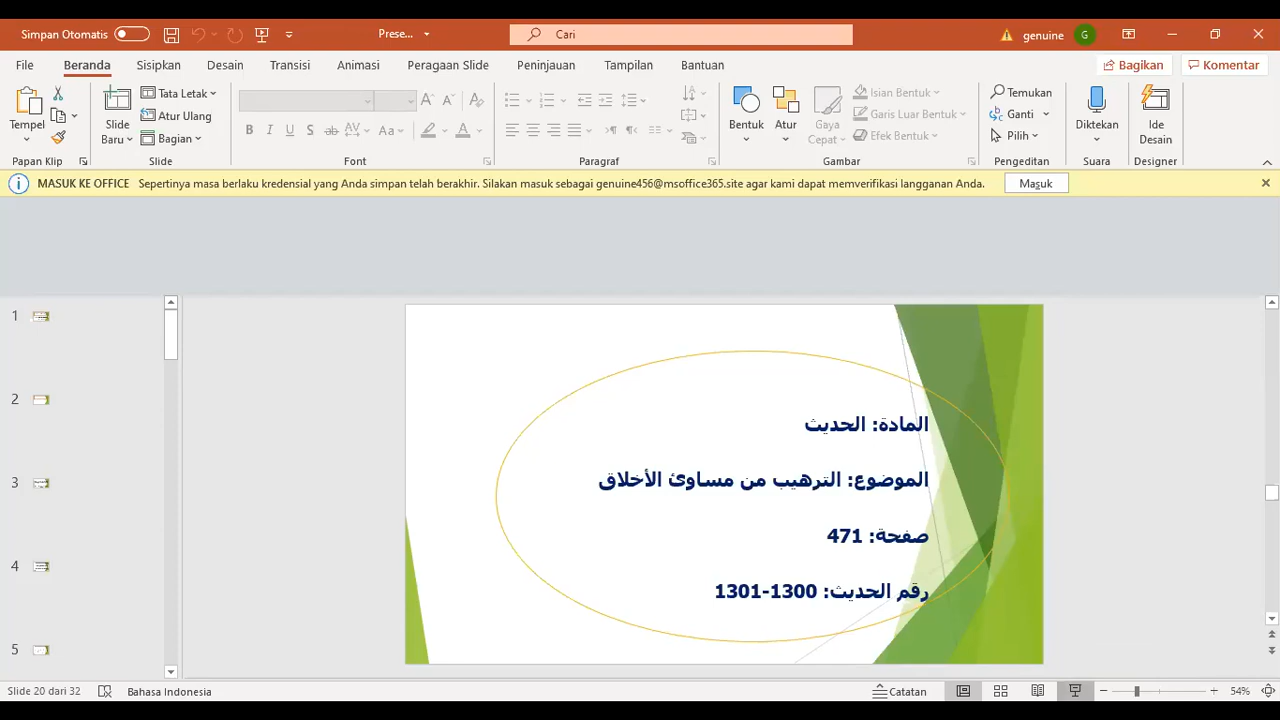 Simpan Otomatis
Prese...
Cari
genuine
G
File
Beranda
Sisipkan
Desain
Transisi
Animasi
Peragaan Slide
Peninjauan
Tampilan
Bantuan
Bagikan
Komentar
Tempel
Slide Baru
Tata Letak
Atur Ulang
Bagian
Bentuk
Atur
Gaya Cepat
Isian Bentuk
Garis Luar Bentuk
Efek Bentuk
Temukan
Ganti
Pilih
Diktekan
Ide Desain
Papan Klip
Slide
Font
Paragraf
Gambar
Pengeditan
Suara
Designer
MASUK KE OFFICE Sepertinya masa berlaku kredensial yang Anda simpan telah berakhir. Silakan masuk sebagai genuine456@msoffice365.site agar kami dapat memverifikasi langganan Anda. Masuk
1
2
3
4
5
المادة: الحديث
الموضوع: الترهيب من مساوئ الأخلاق
صفحة: 471
رقم الحديث: 1300-1301
Slide 20 dari 32
Bahasa Indonesia
Catatan
54%